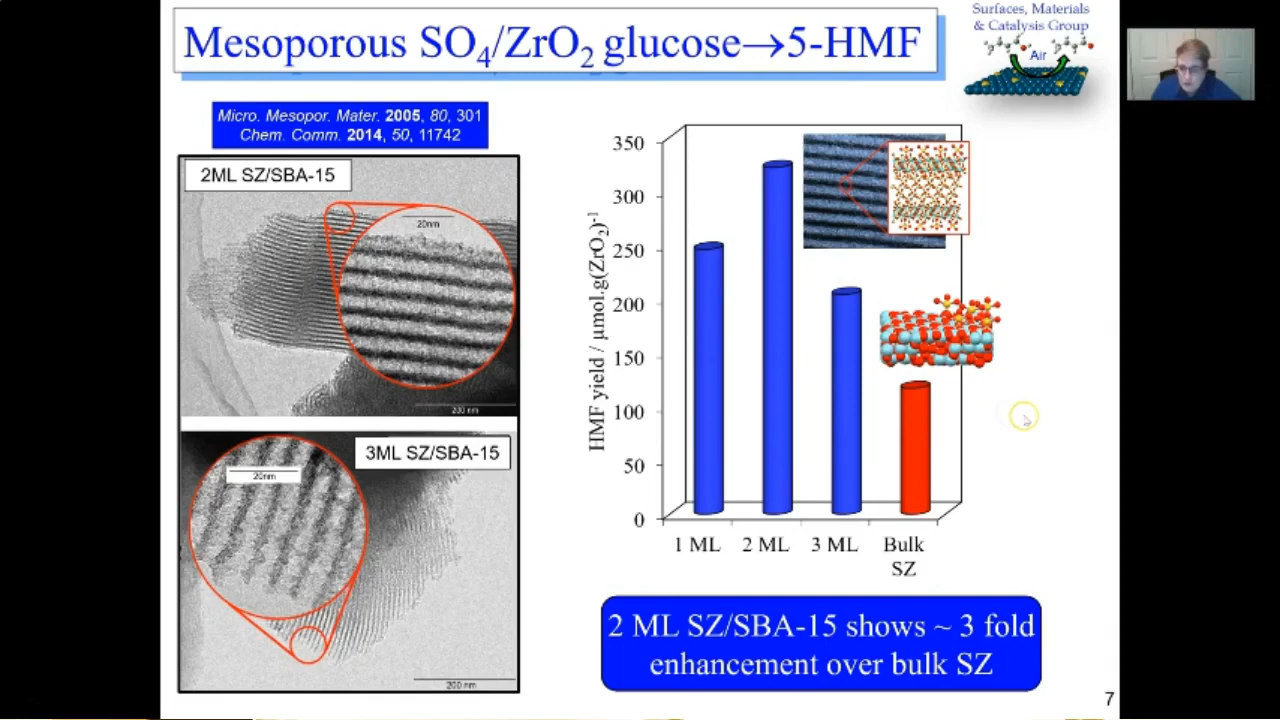 Mesoporous SO4/ZrO2 glucose→5-HMF
Surfaces, Materials
& Catalysis Group
Air
Micro. Mesopor. Mater. 2005, 80, 301
Chem. Comm. 2014, 50, 11742
2ML SZ/SBA-15
20nm
200 nm
3ML SZ/SBA-15
20nm
200 nm
HMF yield / μmol.g(ZrO2)-1
350
300
250
200
150
100
50
0
1 ML
2 ML
3 ML
Bulk
SZ
2 ML SZ/SBA-15 shows ~ 3 fold
enhancement over bulk SZ
7